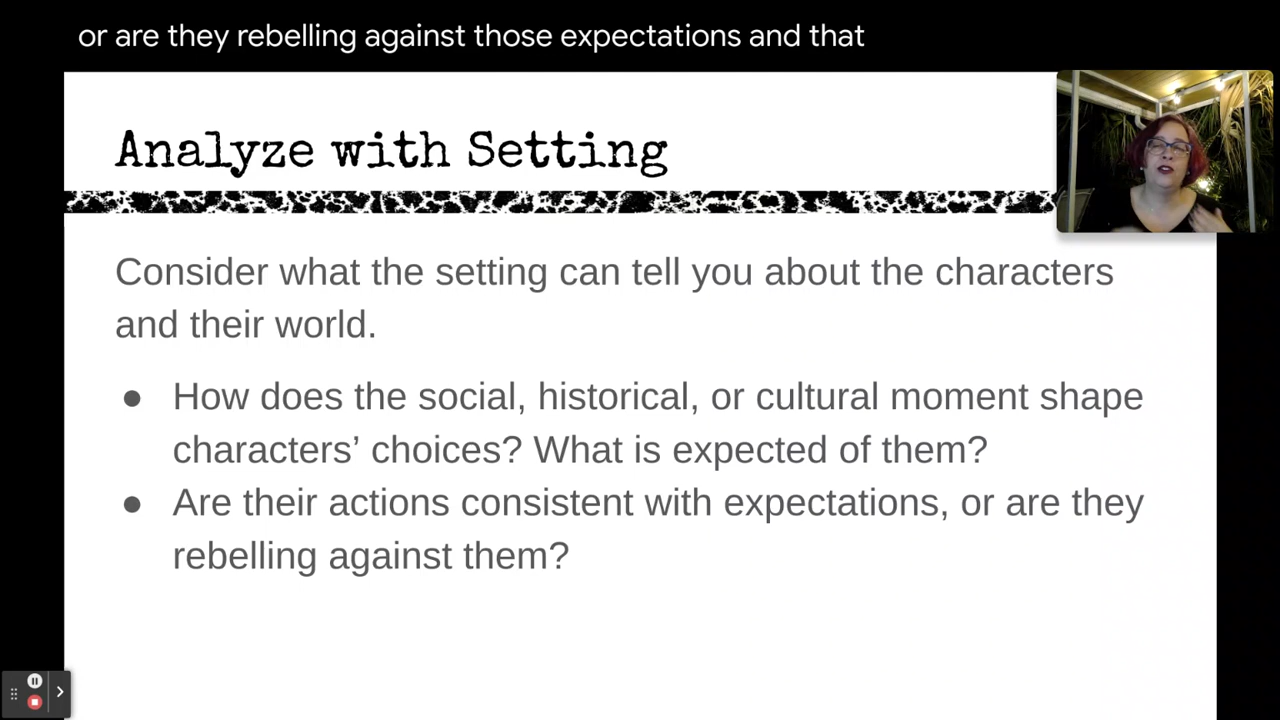 or are they rebelling against those expectations and that
Analyze with Setting
Consider what the setting can tell you about the characters
and their world.
● How does the social, historical, or cultural moment shape
characters’ choices? What is expected of them?
● Are their actions consistent with expectations, or are they
rebelling against them?